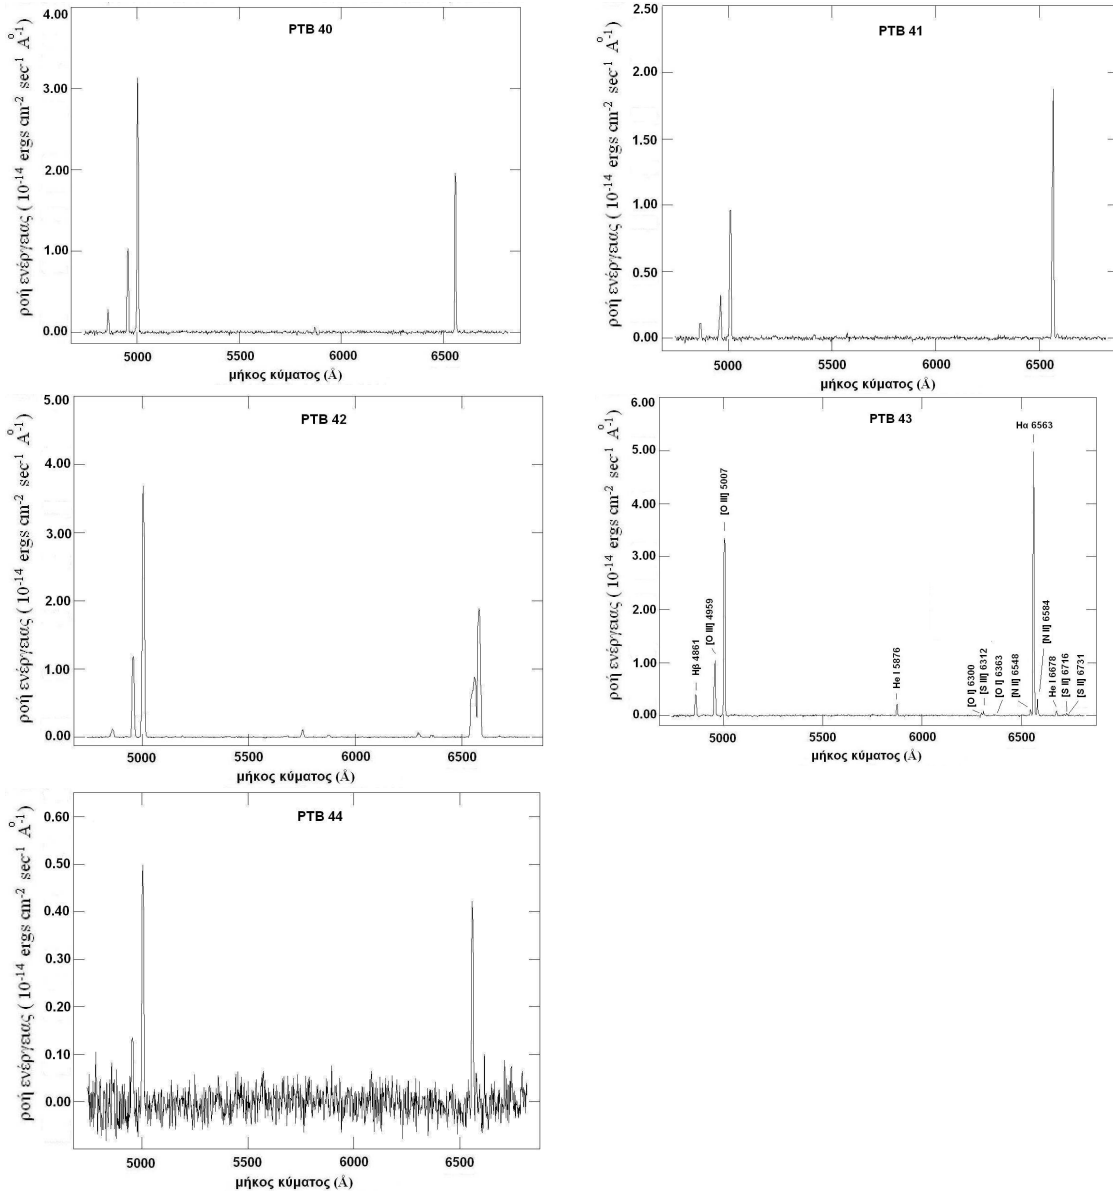 PTB 40
4.00
3.00
2.00
1.00
0.00
5000 5500 6000 6500
μήκος κύματος (Å)
ροή ενέργειας ( 10⁻¹⁴ ergs cm⁻² sec⁻¹ Å⁻¹)
PTB 41
2.50
2.00
1.50
1.00
0.50
0.00
5000 5500 6000 6500
μήκος κύματος (Å)
ροή ενέργειας ( 10⁻¹⁴ ergs cm⁻² sec⁻¹ Å⁻¹)
PTB 42
5.00
4.00
3.00
2.00
1.00
0.00
5000 5500 6000 6500
μήκος κύματος (Å)
ροή ενέργειας ( 10⁻¹⁴ ergs cm⁻² sec⁻¹ Å⁻¹)
PTB 43
6.00
5.00
4.00
3.00
2.00
1.00
0.00
Hβ 4861
[O III] 4959
[O III] 5007
He I 5876
[O I] 6300
[S III] 6312
[O I] 6363
[N II] 6548
Hα 6563
[N II] 6584
He I 6678
[S II] 6716
[S II] 6731
5000 5500 6000 6500
μήκος κύματος (Å)
ροή ενέργειας ( 10⁻¹⁴ ergs cm⁻² sec⁻¹ Å⁻¹)
PTB 44
0.60
0.50
0.40
0.30
0.20
0.10
0.00
5000 5500 6000 6500
μήκος κύματος (Å)
ροή ενέργειας ( 10⁻¹⁴ ergs cm⁻² sec⁻¹ Å⁻¹)